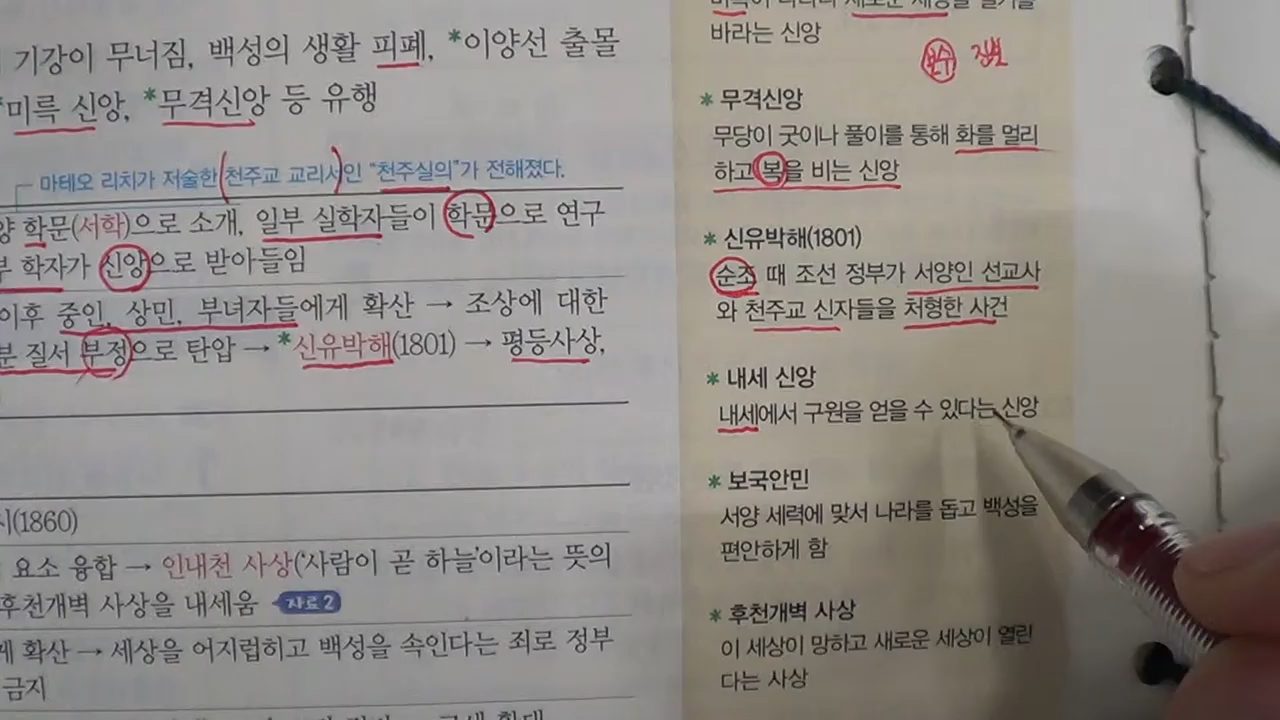 기강이 무너짐, 백성의 생활 피폐, *이양선 출몰
*미륵 신앙, *무격신앙 등 유행
마테오 리치가 저술한 천주교 교리서인 "천주실의"가 전해졌다.
양 학문(서학)으로 소개, 일부 실학자들이 학문으로 연구
부 학자가 신앙으로 받아들임
이후 중인, 상민, 부녀자들에게 확산 → 조상에 대한
분 질서 부정으로 탄압 → *신유박해(1801) → 평등사상,
시(1860)
요소 융합 → 인내천 사상('사람이 곧 하늘'이라는 뜻의
후천개벽 사상을 내세움 자료 2
게 확산 → 세상을 어지럽히고 백성을 속인다는 죄로 정부
금지
바라는 신앙
* 무격신앙
무당이 굿이나 풀이를 통해 화를 멀리
하고 복을 비는 신앙
* 신유박해(1801)
순조 때 조선 정부가 서양인 선교사
와 천주교 신자들을 처형한 사건
* 내세 신앙
내세에서 구원을 얻을 수 있다는 신앙
* 보국안민
서양 세력에 맞서 나라를 돕고 백성을
편안하게 함
* 후천개벽 사상
이 세상이 망하고 새로운 세상이 열린
다는 사상